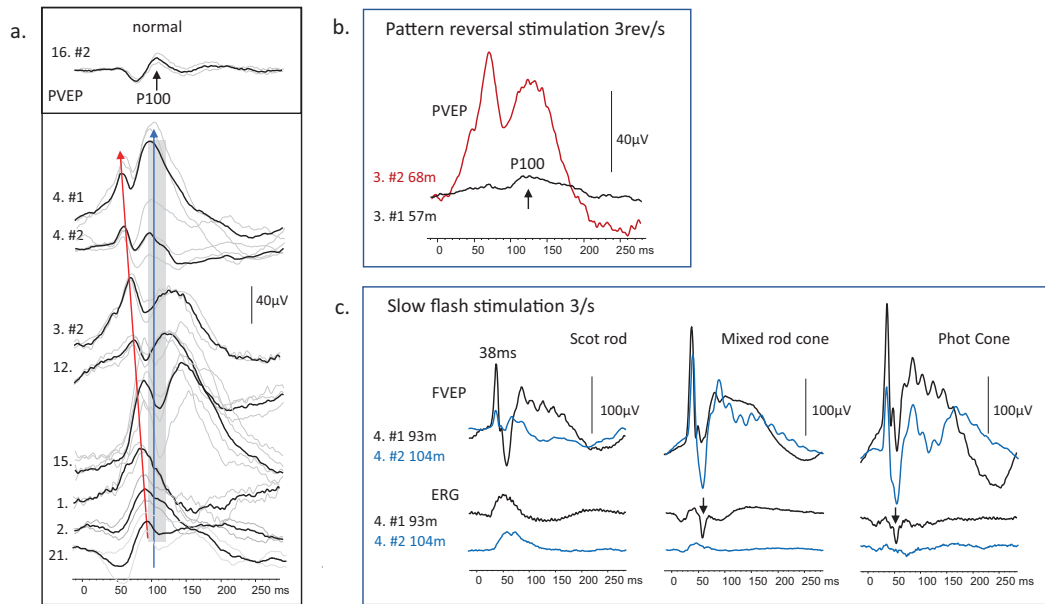 a.
normal
16. #2
PVEP
P100
4. #1
4. #2
3. #2
40µV
12.
15.
1.
2.
21.
0 50 100 150 200 250 ms
b.
Pattern reversal stimulation 3rev/s
PVEP
40µV
P100
3. #2 68m
3. #1 57m
0 50 100 150 200 250 ms
c.
Slow flash stimulation 3/s
Scot rod Mixed rod cone Phot Cone
38ms
FVEP
100µV 100µV 100µV
4. #1 93m
4. #2 104m
ERG
4. #1 93m
4. #2 104m
0 50 100 150 200 250 ms 0 50 100 150 200 250 ms 0 50 100 150 200 250 ms